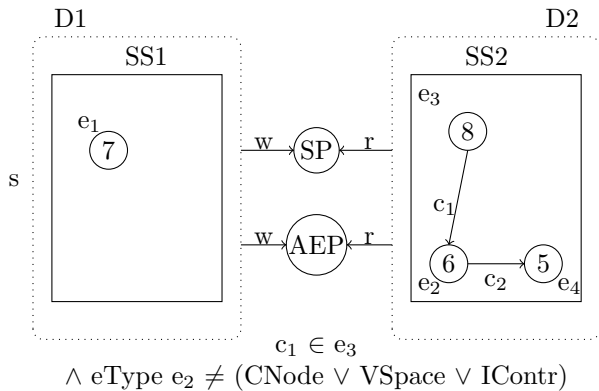 D1 D2
SS1 SS2
e₃
e₁ 7 8
w SP r
s
c₁
w AEP r
6 5
e₂ c₂ e₄
c₁ ∈ e₃
∧ eType e₂ ≠ (CNode ∨ VSpace ∨ IContr)